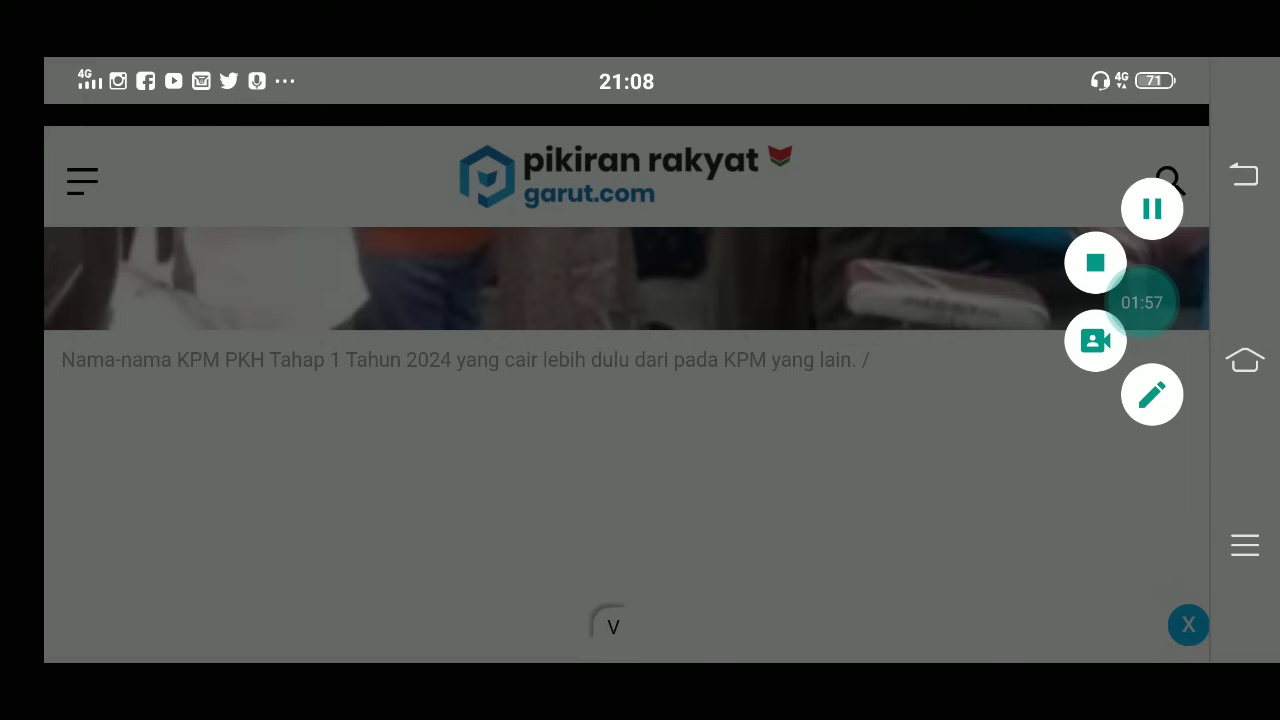 4G 21:08 4G 71
pikiran rakyat
garut.com
01:57
Nama-nama KPM PKH Tahap 1 Tahun 2024 yang cair lebih dulu dari pada KPM yang lain. /
V
X